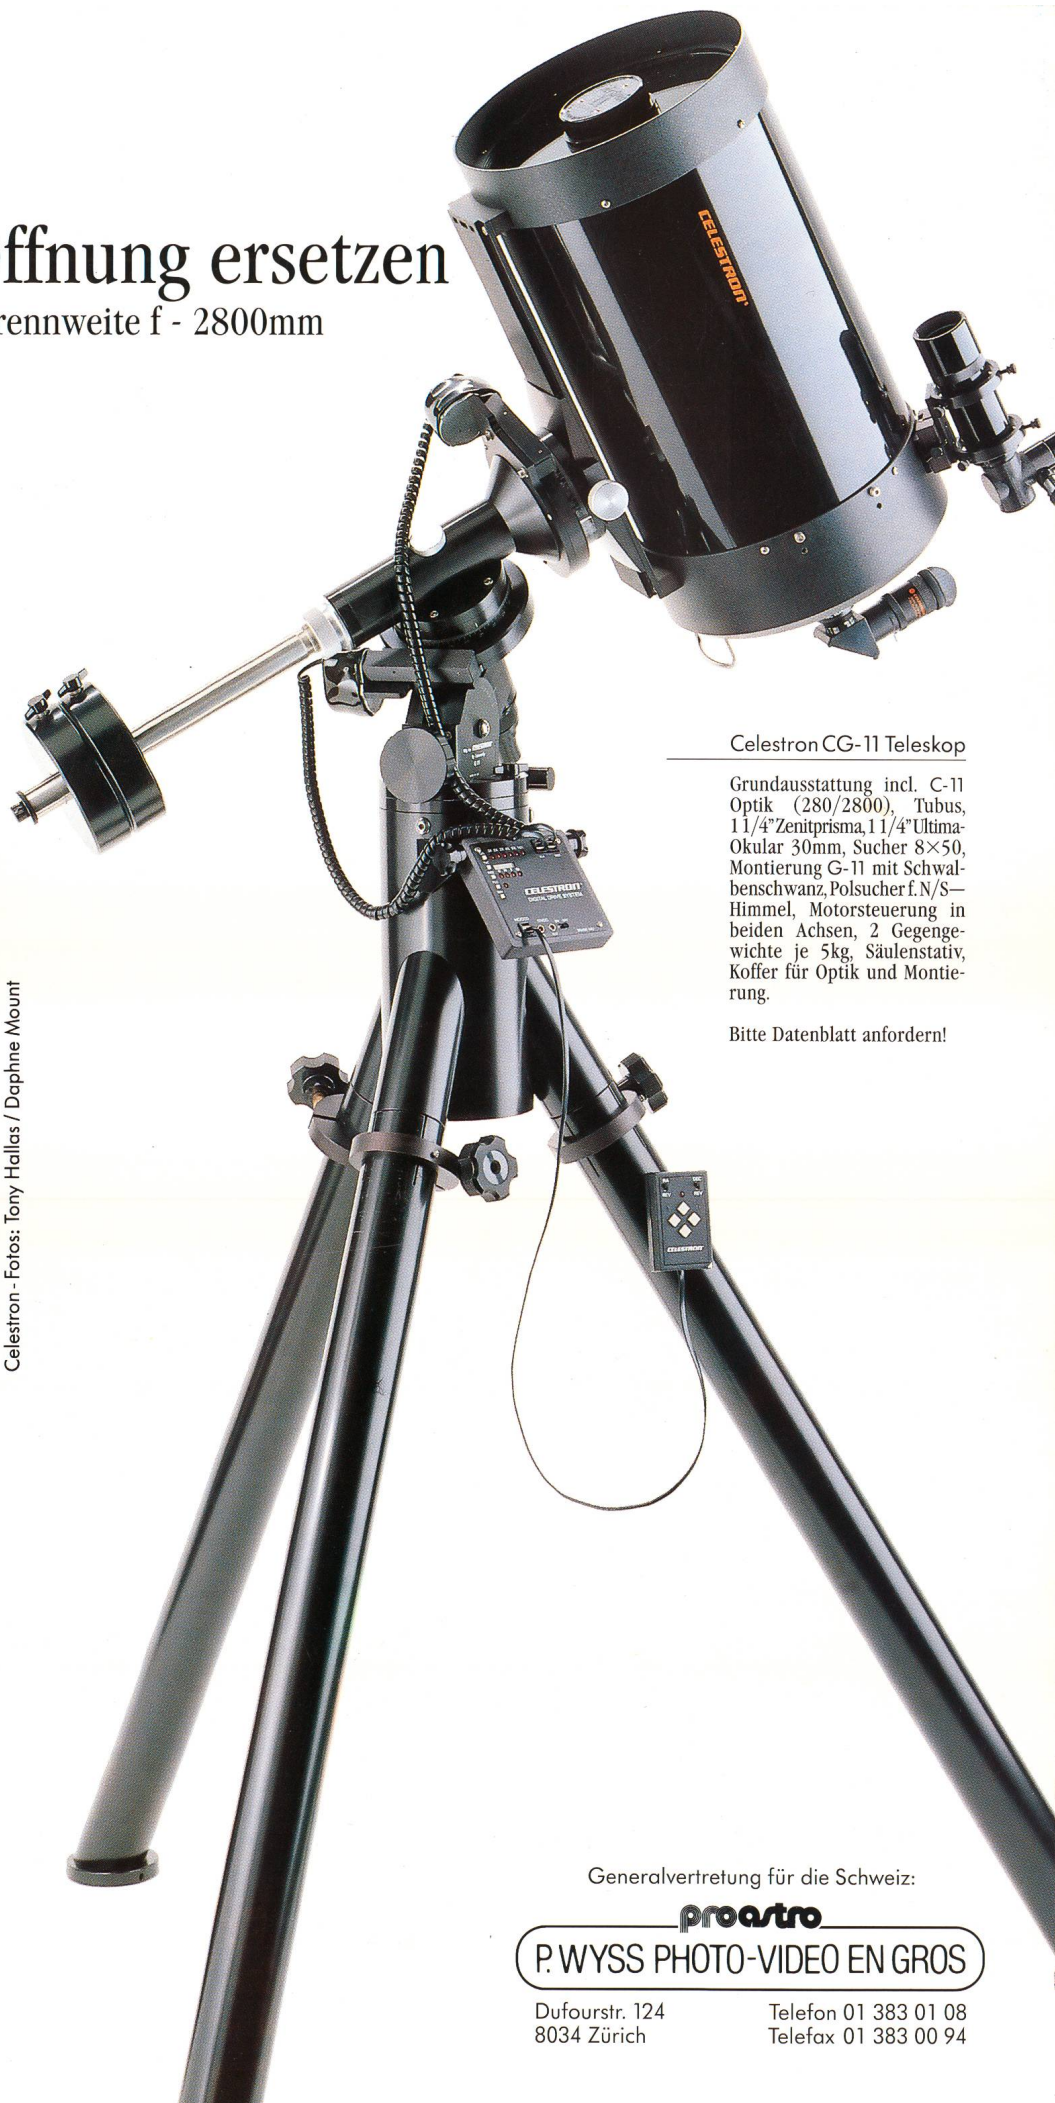 ffnung ersetzen
rennweite f - 2800mm
CELESTRON
Celestron CG-11 Teleskop
Grundausstattung incl. C-11
Optik (280/2800), Tubus,
1 1/4” Zenitprisma, 1 1/4” Ultima-
Okular 30mm, Sucher 8×50,
Montierung G-11 mit Schwal-
benschwanz, Polsucher f. N/S—
Himmel, Motorsteuerung in
beiden Achsen, 2 Gegenge-
wichte je 5kg, Säulenstativ,
Koffer für Optik und Montie-
rung.
Bitte Datenblatt anfordern!
CELESTRON
DIGITAL DRIVE SYSTEM
Celestron - Fotos: Tony Hallas / Daphne Mount
RA DEC
REV REV
CELESTRON
Generalvertretung für die Schweiz:
proastro
P. WYSS PHOTO-VIDEO EN GROS
Dufourstr. 124
8034 Zürich
Telefon 01 383 01 08
Telefax 01 383 00 94